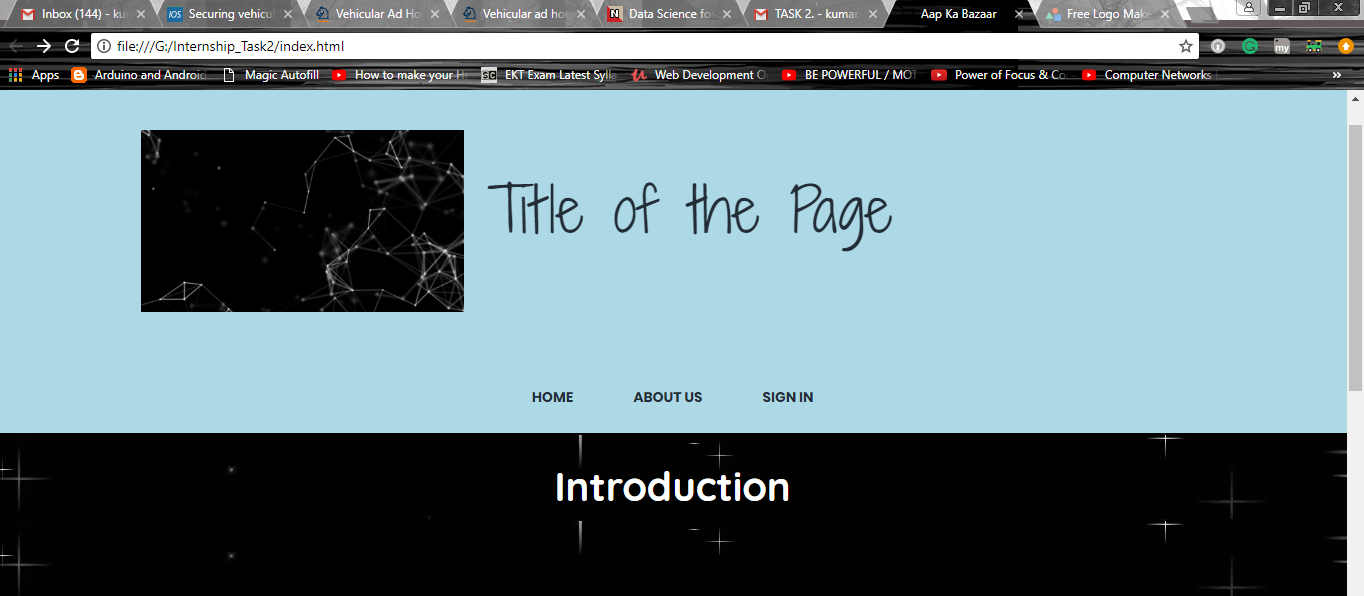 Inbox (144) - ku
Securing vehicul
Vehicular Ad Ho
Vehicular ad hoc
Data Science for
TASK 2. - kumar
Aap Ka Bazaar
Free Logo Make
file:///G:/Internship_Task2/index.html
Apps
Arduino and Android
Magic Autofill
How to make your H
EKT Exam Latest Sylla
Web Development O
BE POWERFUL / MOT
Power of Focus & Co
Computer Networks
»
Title of the Page
HOME ABOUT US SIGN IN
Introduction